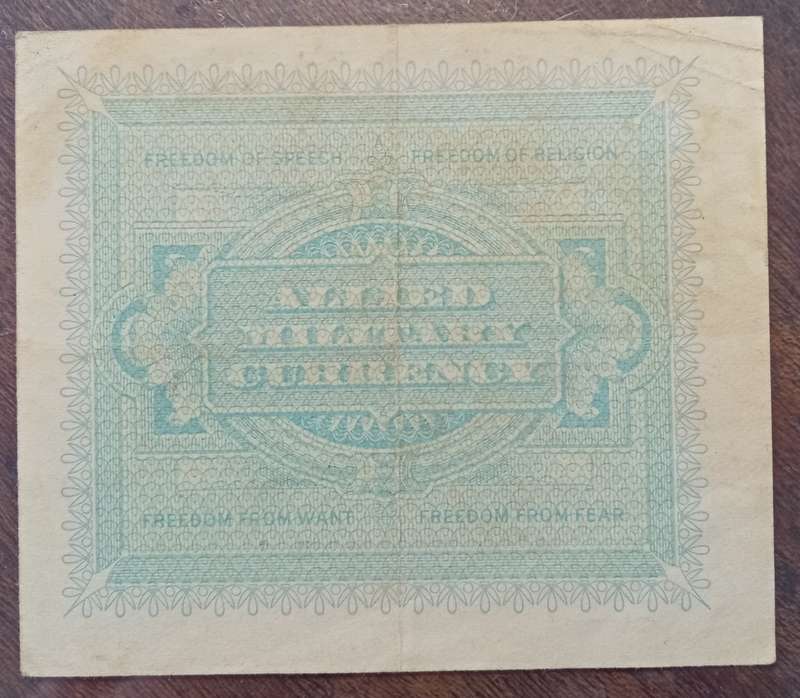 FREEDOM OF SPEECH FREEDOM OF RELIGION
ALLIED
MILITARY
CURRENCY
FREEDOM FROM WANT FREEDOM FROM FEAR